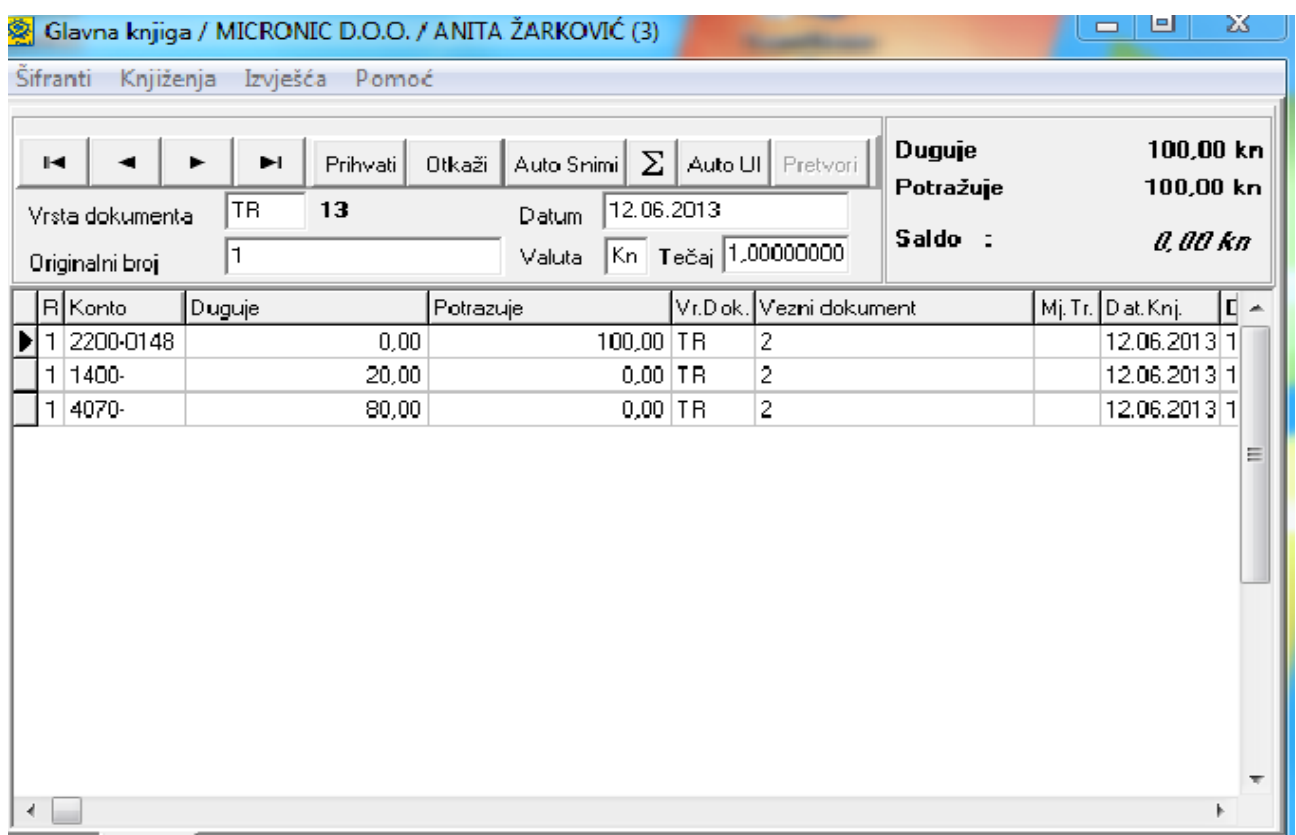 Glavna knjiga / MICRONIC D.O.O. / ANITA ŽARKOVIĆ (3)
Šifranti Knjiženja Izvješća Pomoć
Prihvati Otkaži Auto Snimi Σ Auto UI Pretvori
Duguje 100,00 kn
Potražuje 100,00 kn
Saldo : 0,00 kn
Vrsta dokumenta TR 13 Datum 12.06.2013
Originalni broj 1 Valuta Kn Tečaj 1,00000000
R Konto Duguje Potrazuje Vr.Dok. Vezni dokument Mj. Tr. Dat.Knj.
1 2200-0148 0,00 100,00 TR 2 12.06.2013 1
1 1400- 20,00 0,00 TR 2 12.06.2013 1
1 4070- 80,00 0,00 TR 2 12.06.2013 1